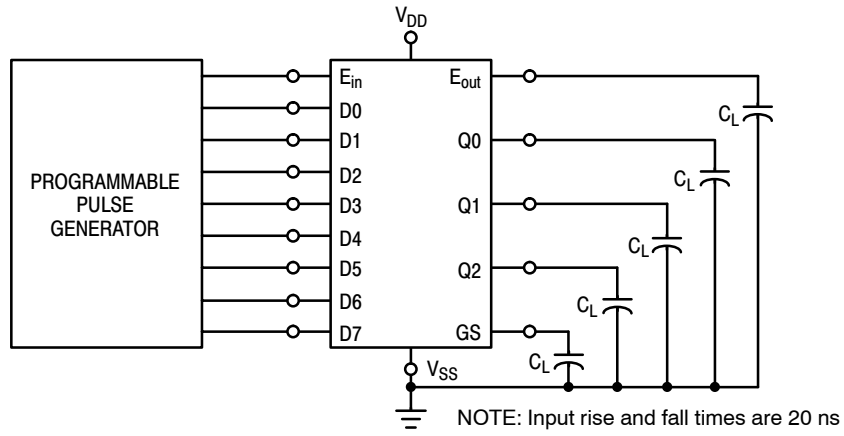 V_DD
PROGRAMMABLE
PULSE
GENERATOR
E_in
D0
D1
D2
D3
D4
D5
D6
D7
E_out
Q0
Q1
Q2
GS
C_L
C_L
C_L
C_L
C_L
V_SS
NOTE: Input rise and fall times are 20 ns